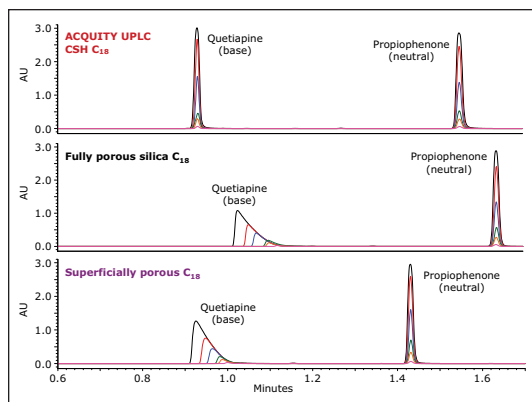 ACQUITY UPLC
CSH C18
Quetiapine
(base)
Propiophenone
(neutral)
3.0
2.0
1.0
0.0
AU
Fully porous silica C18
Quetiapine
(base)
Propiophenone
(neutral)
3.0
2.0
1.0
0.0
AU
Superficially porous C18
Quetiapine
(base)
Propiophenone
(neutral)
3.0
2.0
1.0
0.0
AU
0.6 0.8 1.0 1.2 1.4 1.6
Minutes